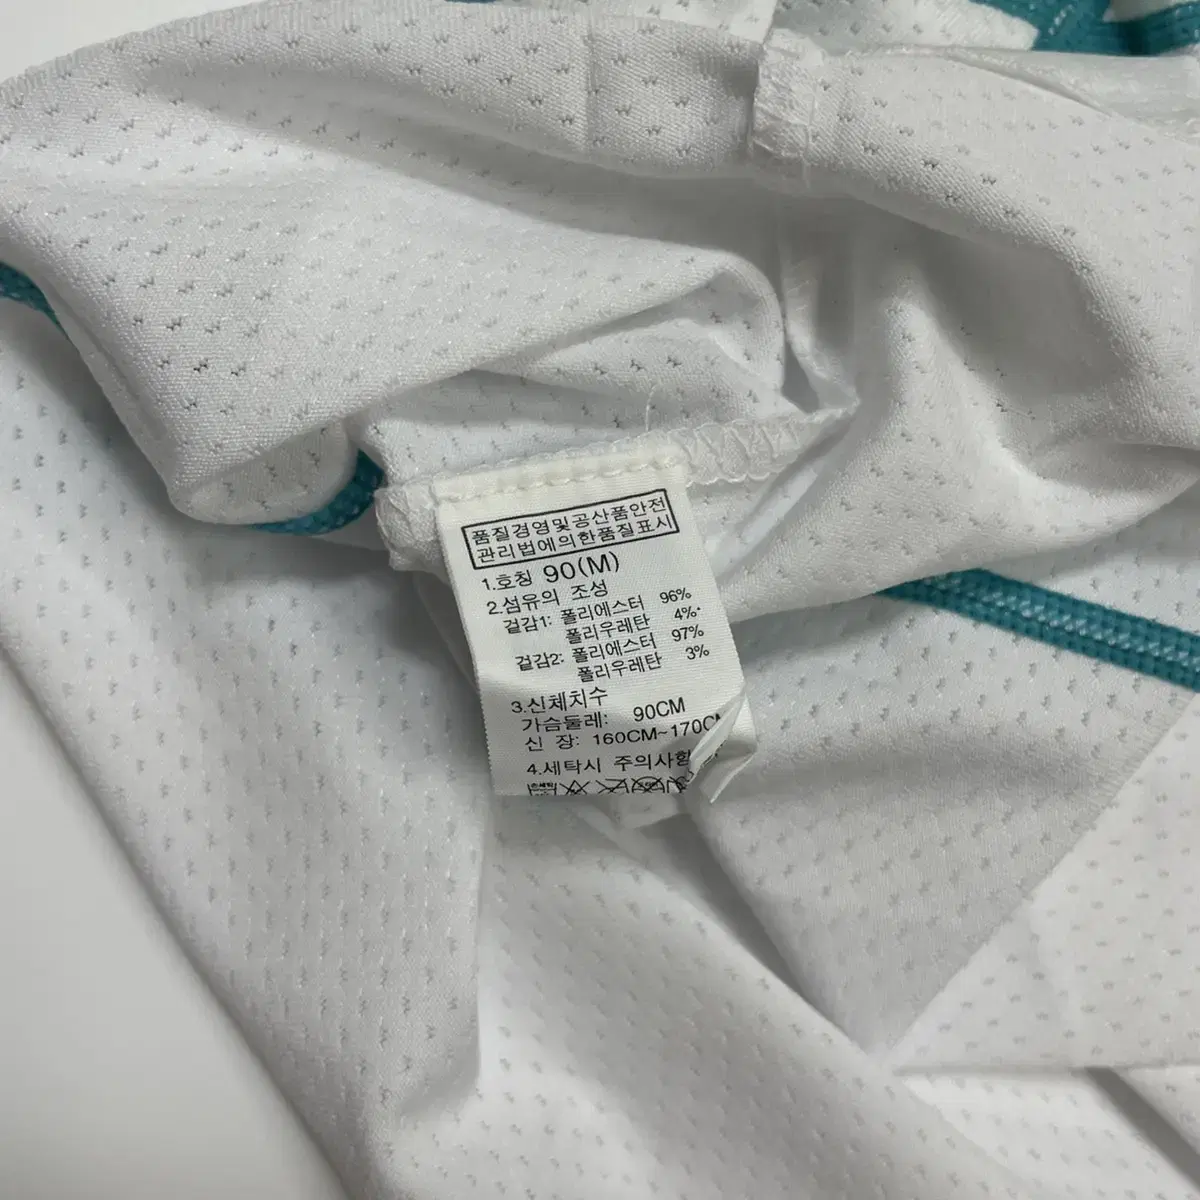 품질경영및공산품안전
관리법에의한품질표시
1.호칭 90(M)
2.섬유의 조성
겉감1: 폴리에스터 96%
폴리우레탄 4%
겉감2: 폴리에스터 97%
폴리우레탄 3%
3.신체치수
가슴둘레: 90CM
신 장: 160CM~170CM
4.세탁시 주의사항